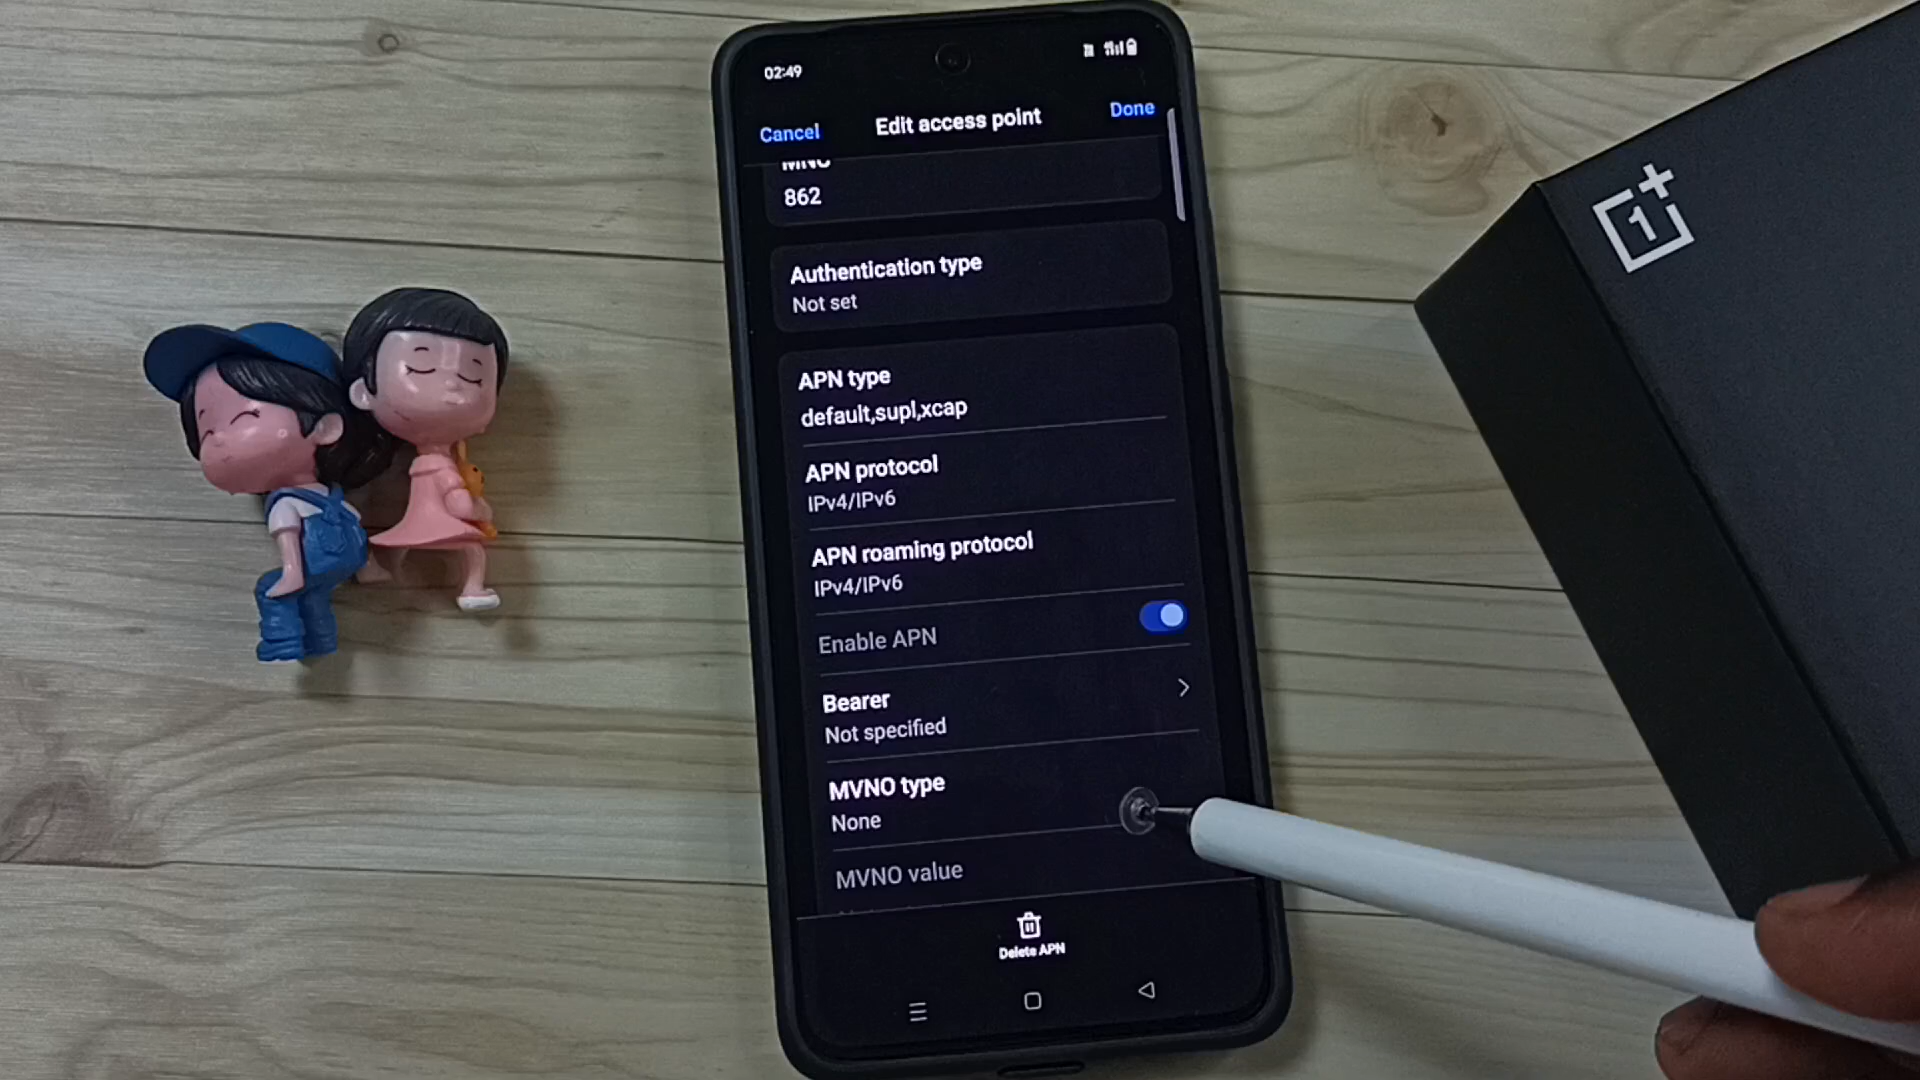 02:49
Cancel
Edit access point
Done
862
Authentication type
Not set
APN type
default,supl,xcap
APN protocol
IPv4/IPv6
APN roaming protocol
IPv4/IPv6
Enable APN
Bearer
Not specified
MVNO type
None
MVNO value
Delete APN
1+